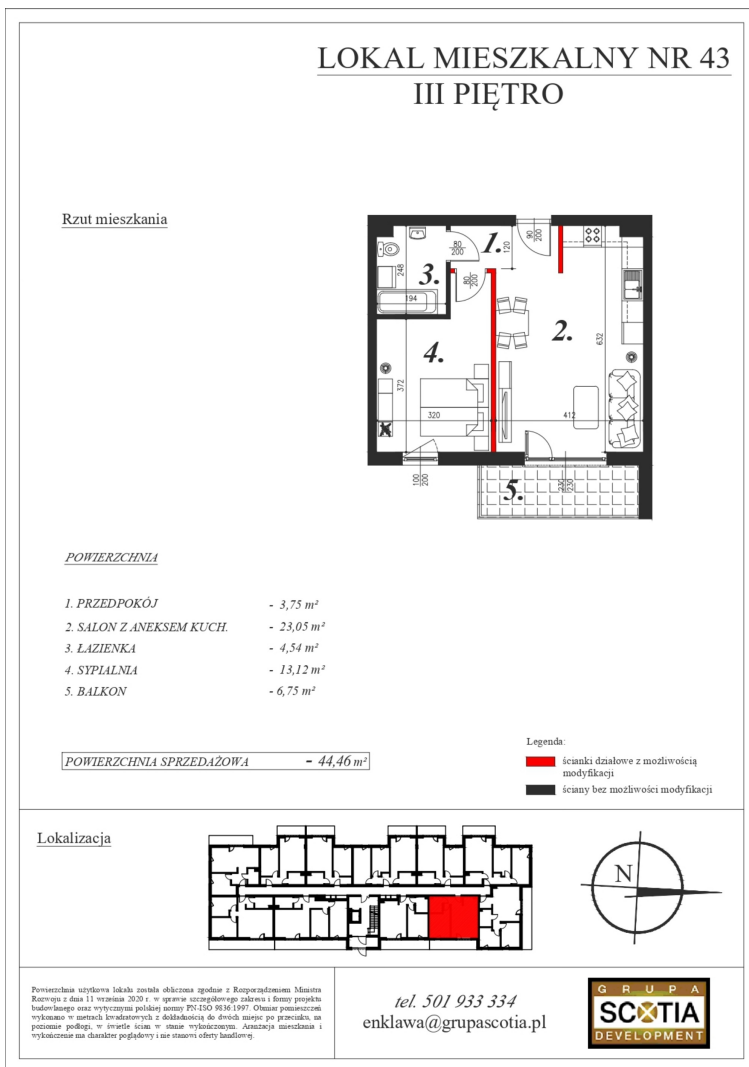 LOKAL MIESZKALNY NR 43
III PIĘTRO
Rzut mieszkania
1.
2.
3.
4.
5.
80
200
90
200
120
248
194
80
200
632
372
320
412
100
200
230
230
POWIERZCHNIA
1. PRZEDPOKÓJ - 3,75 m²
2. SALON Z ANEKSEM KUCH. - 23,05 m²
3. ŁAZIENKA - 4,54 m²
4. SYPIALNIA - 13,12 m²
5. BALKON - 6,75 m²
POWIERZCHNIA SPRZEDAŻOWA - 44,46 m²
Legenda:
ścianki działowe z możliwością
modyfikacji
ściany bez możliwości modyfikacji
Lokalizacja
N
Powierzchnia użytkowa lokalu została obliczona zgodnie z Rozporządzeniem Ministra
Rozwoju z dnia 11 września 2020 r. w sprawie szczegółowego zakresu i formy projektu
budowlanego oraz wytycznymi polskiej normy PN-ISO 9836:1997. Obmiar pomieszczeń
wykonano w metrach kwadratowych z dokładnością do dwóch miejsc po przecinku, na
poziomie podłogi, w świetle ścian w stanie wykończonym. Aranżacja mieszkania i
wykończenie ma charakter poglądowy i nie stanowi oferty handlowej.
tel. 501 933 334
enklawa@grupascotia.pl
GRUPA
SCOTIA
DEVELOPMENT